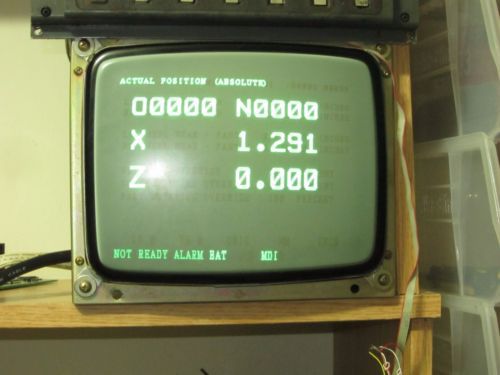 ACTUAL POSITION (ABSOLUTE)
O0000 N0000
X 1.291
Z 0.000
NOT READY ALARM BAT MDI